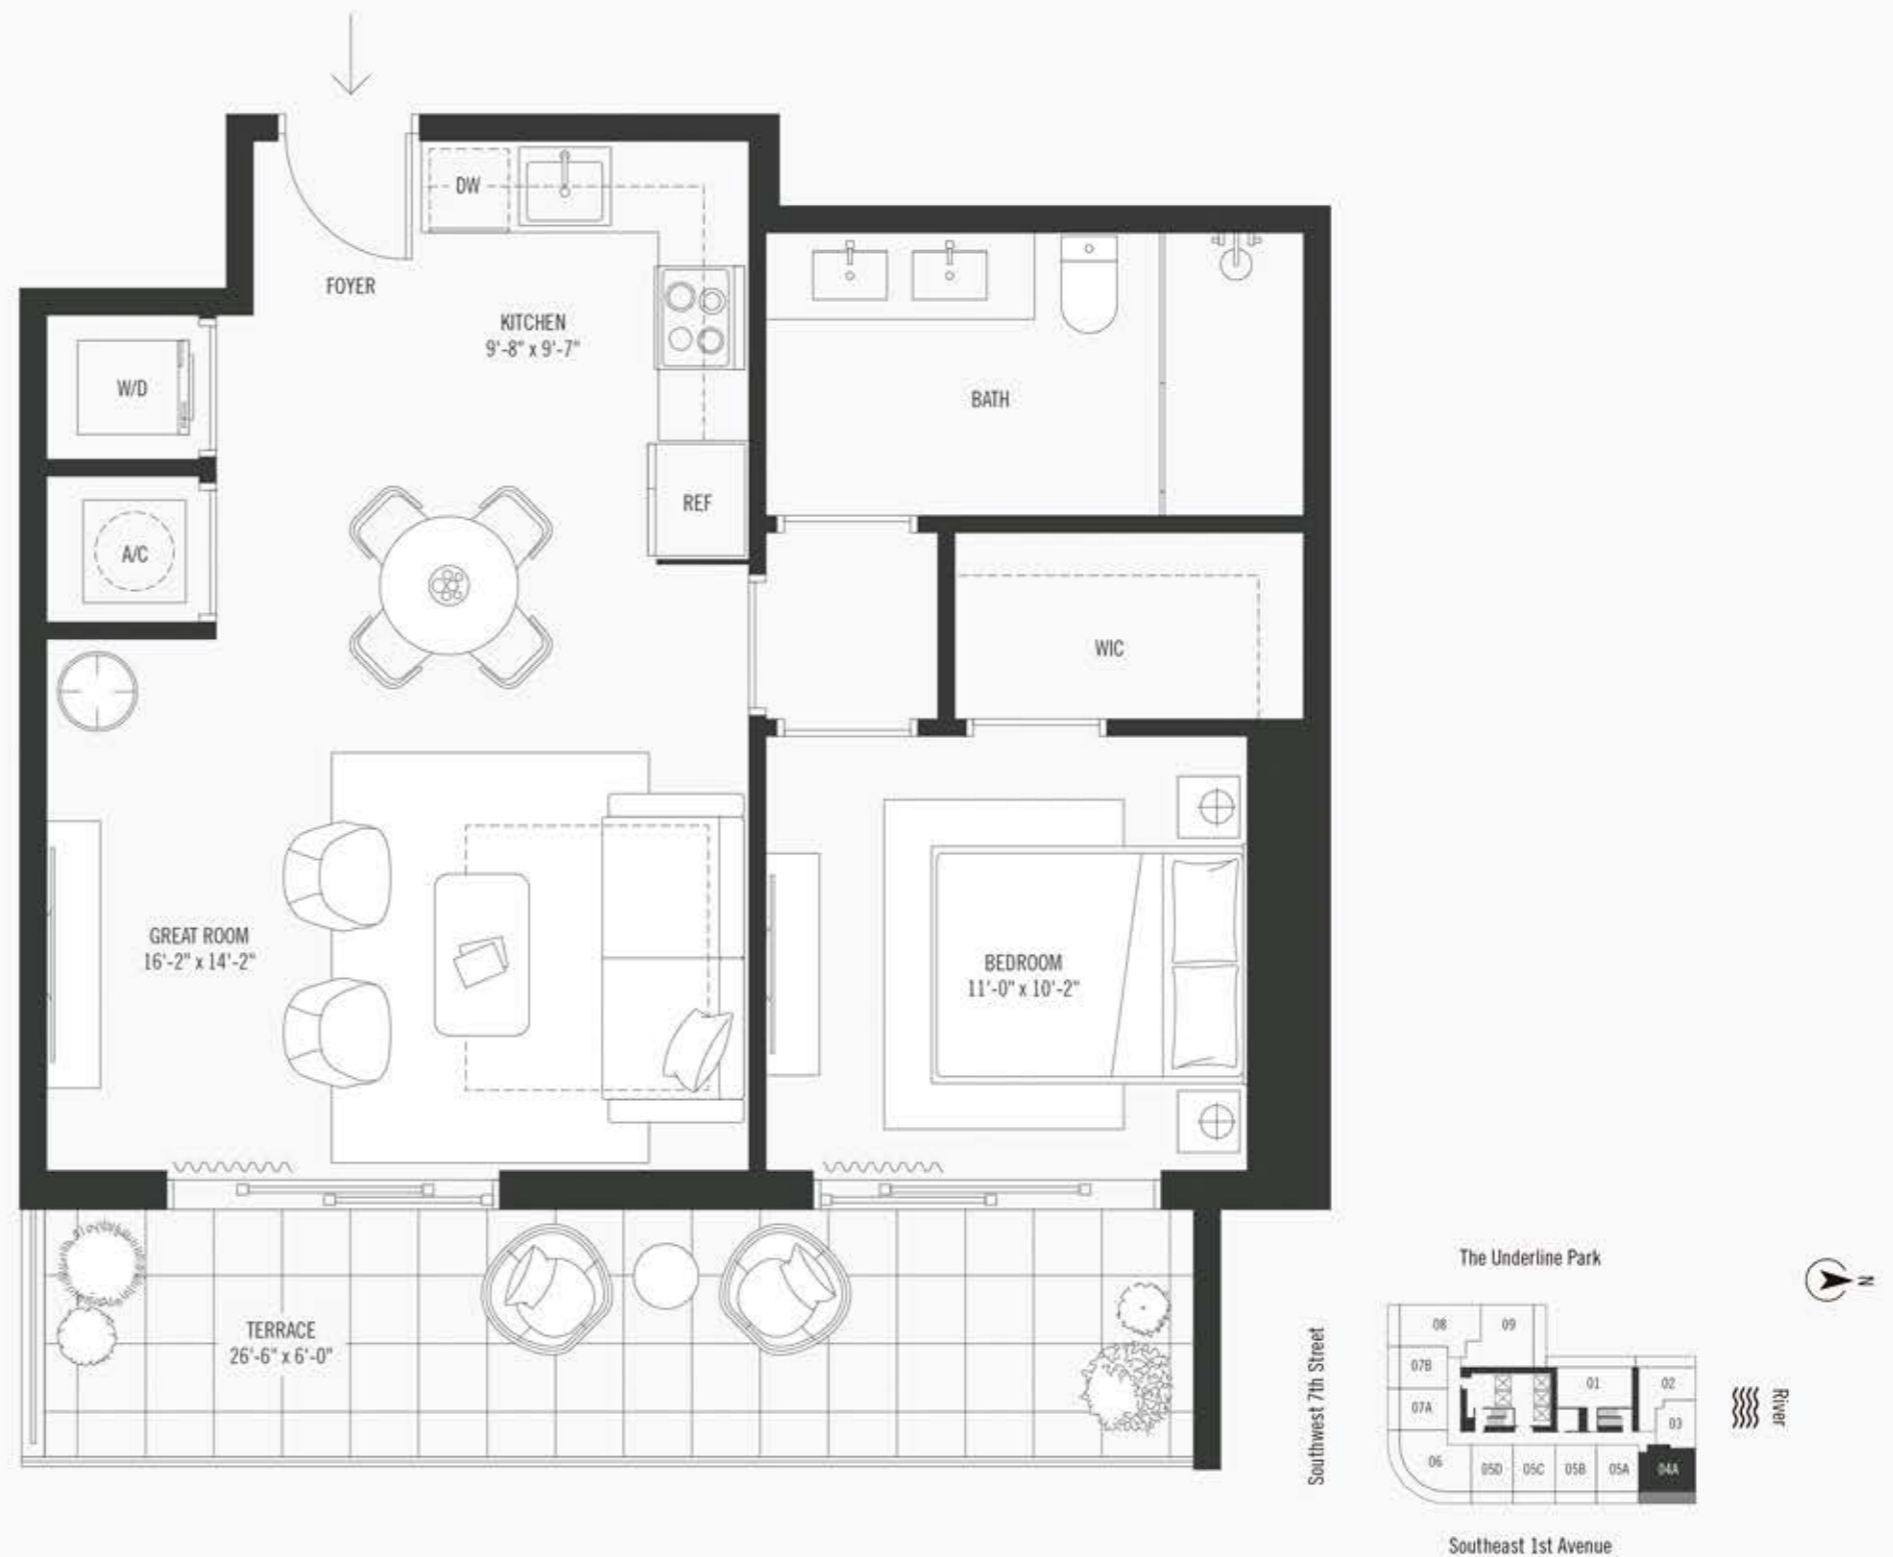 DW
FOYER
KITCHEN
9'-8" x 9'-7"
W/D
BATH
REF
A/C
WIC
GREAT ROOM
16'-2" x 14'-2"
BEDROOM
11'-0" x 10'-2"
TERRACE
26'-6" x 6'-0"
The Underline Park
N
Southwest 7th Street
08
09
07B
01
02
07A
03
River
06
05D
05C
05B
05A
04A
Southeast 1st Avenue